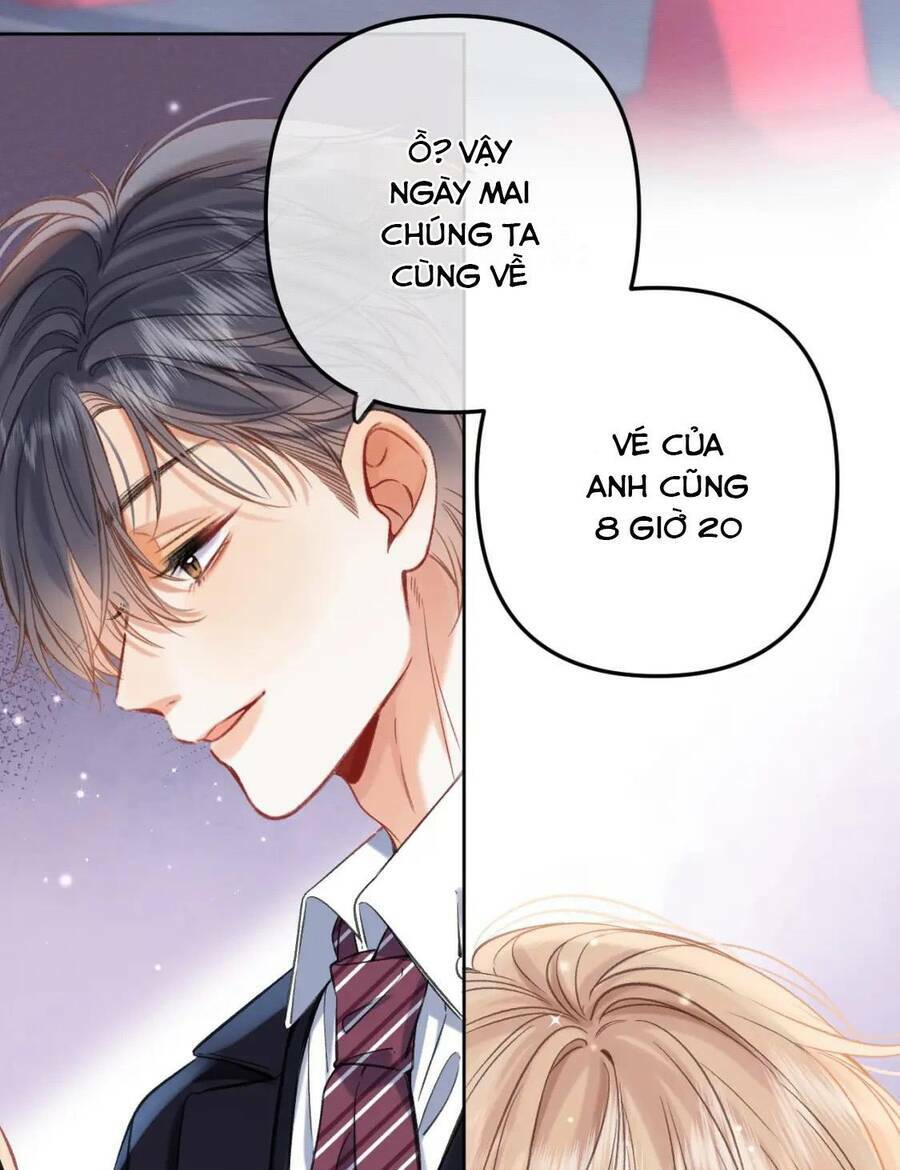 Ồ? VẬY
NGÀY MAI
CHÚNG TA
CÙNG VỀ
VÉ CỦA
ANH CŨNG
8 GIỜ 20